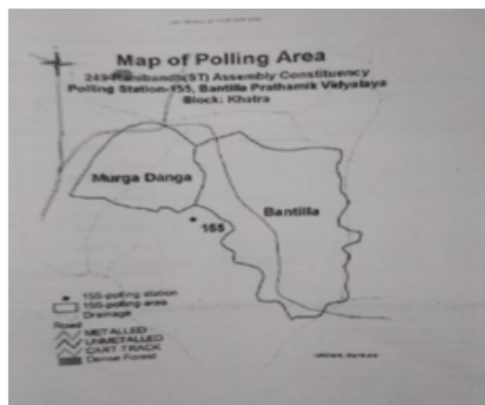 Map of Polling Area
249-Ranibandh(ST) Assembly Constituency
Polling Station-155, Bantilla Prathamik Vidyalaya
Block: Khatra
Murga Danga
Bantilla
155
155-polling station
155-polling area
Drainage
Road
METALLED
UNMETALLED
CART-TRACK
Dense Forest